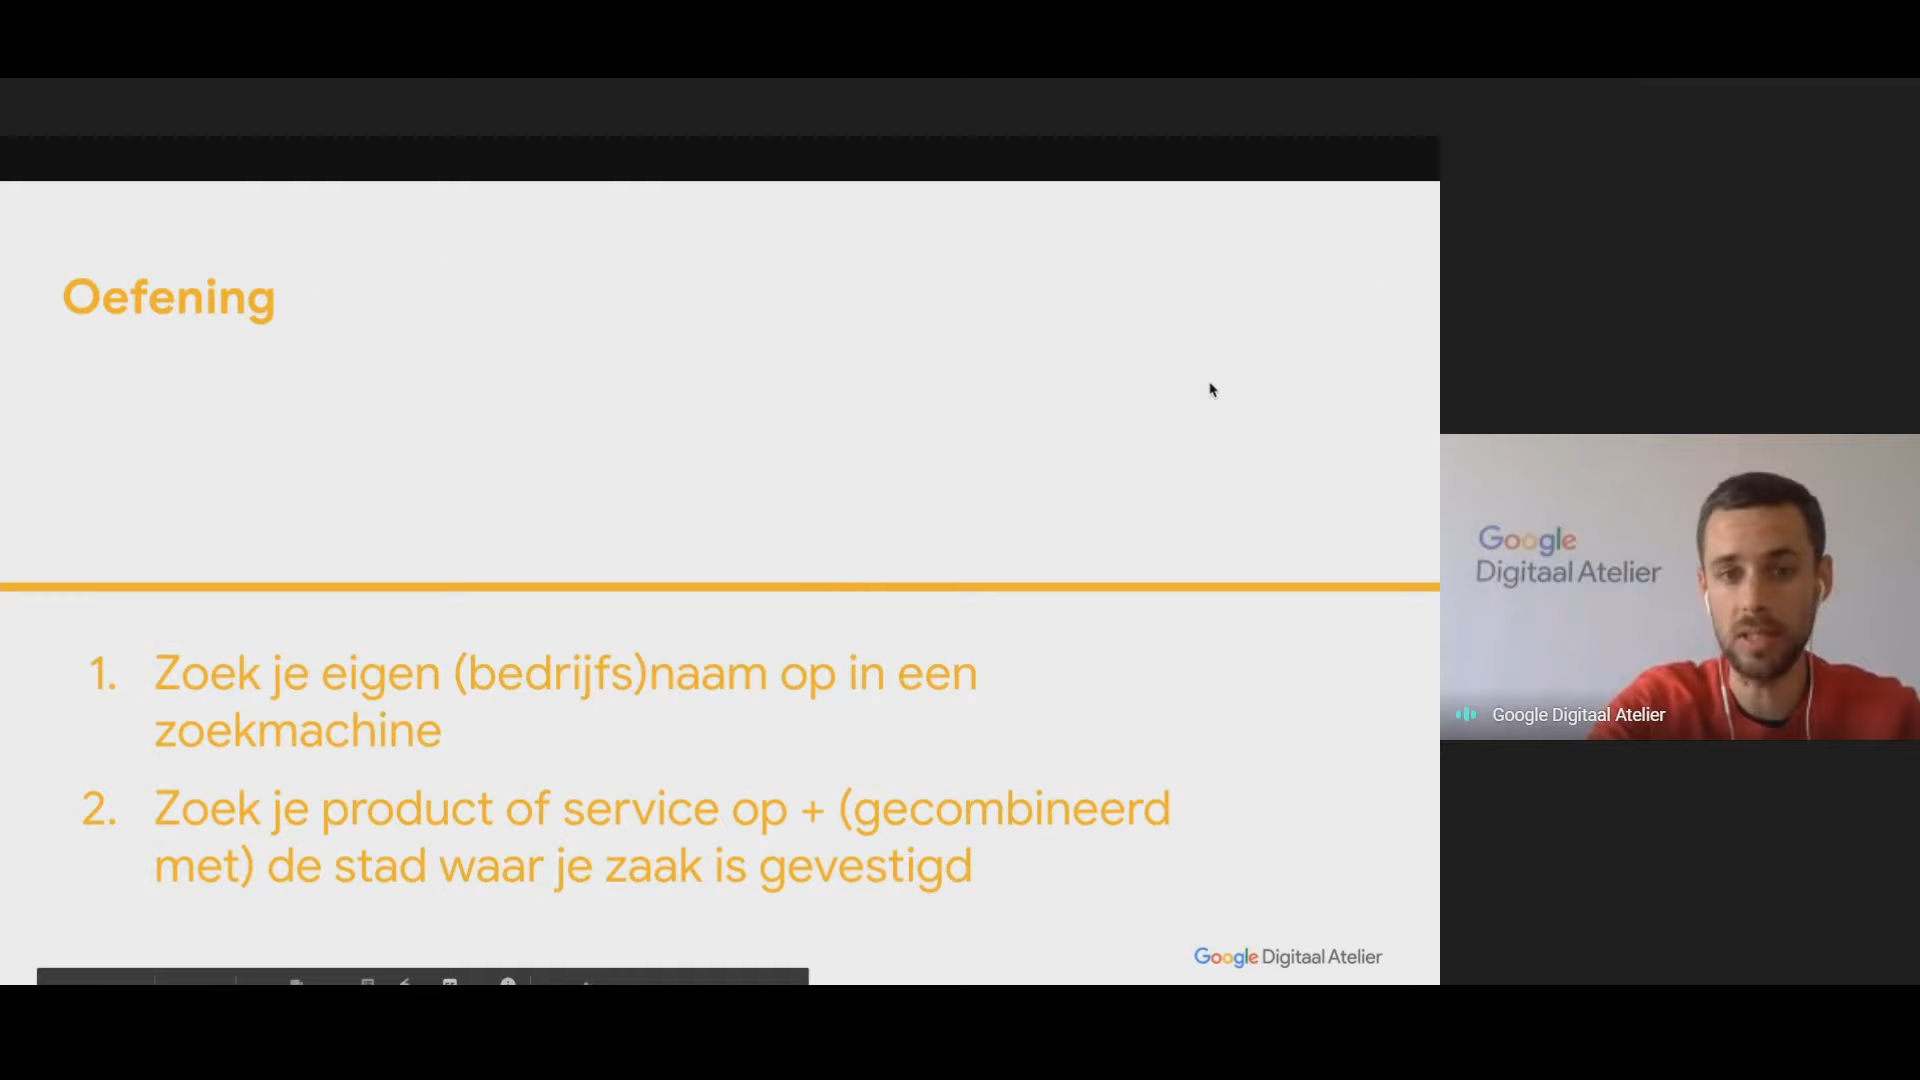 Oefening
1. Zoek je eigen (bedrijfs)naam op in een
zoekmachine
2. Zoek je product of service op + (gecombineerd
met) de stad waar je zaak is gevestigd
Google Digitaal Atelier
Google
Digitaal Atelier
Google Digitaal Atelier